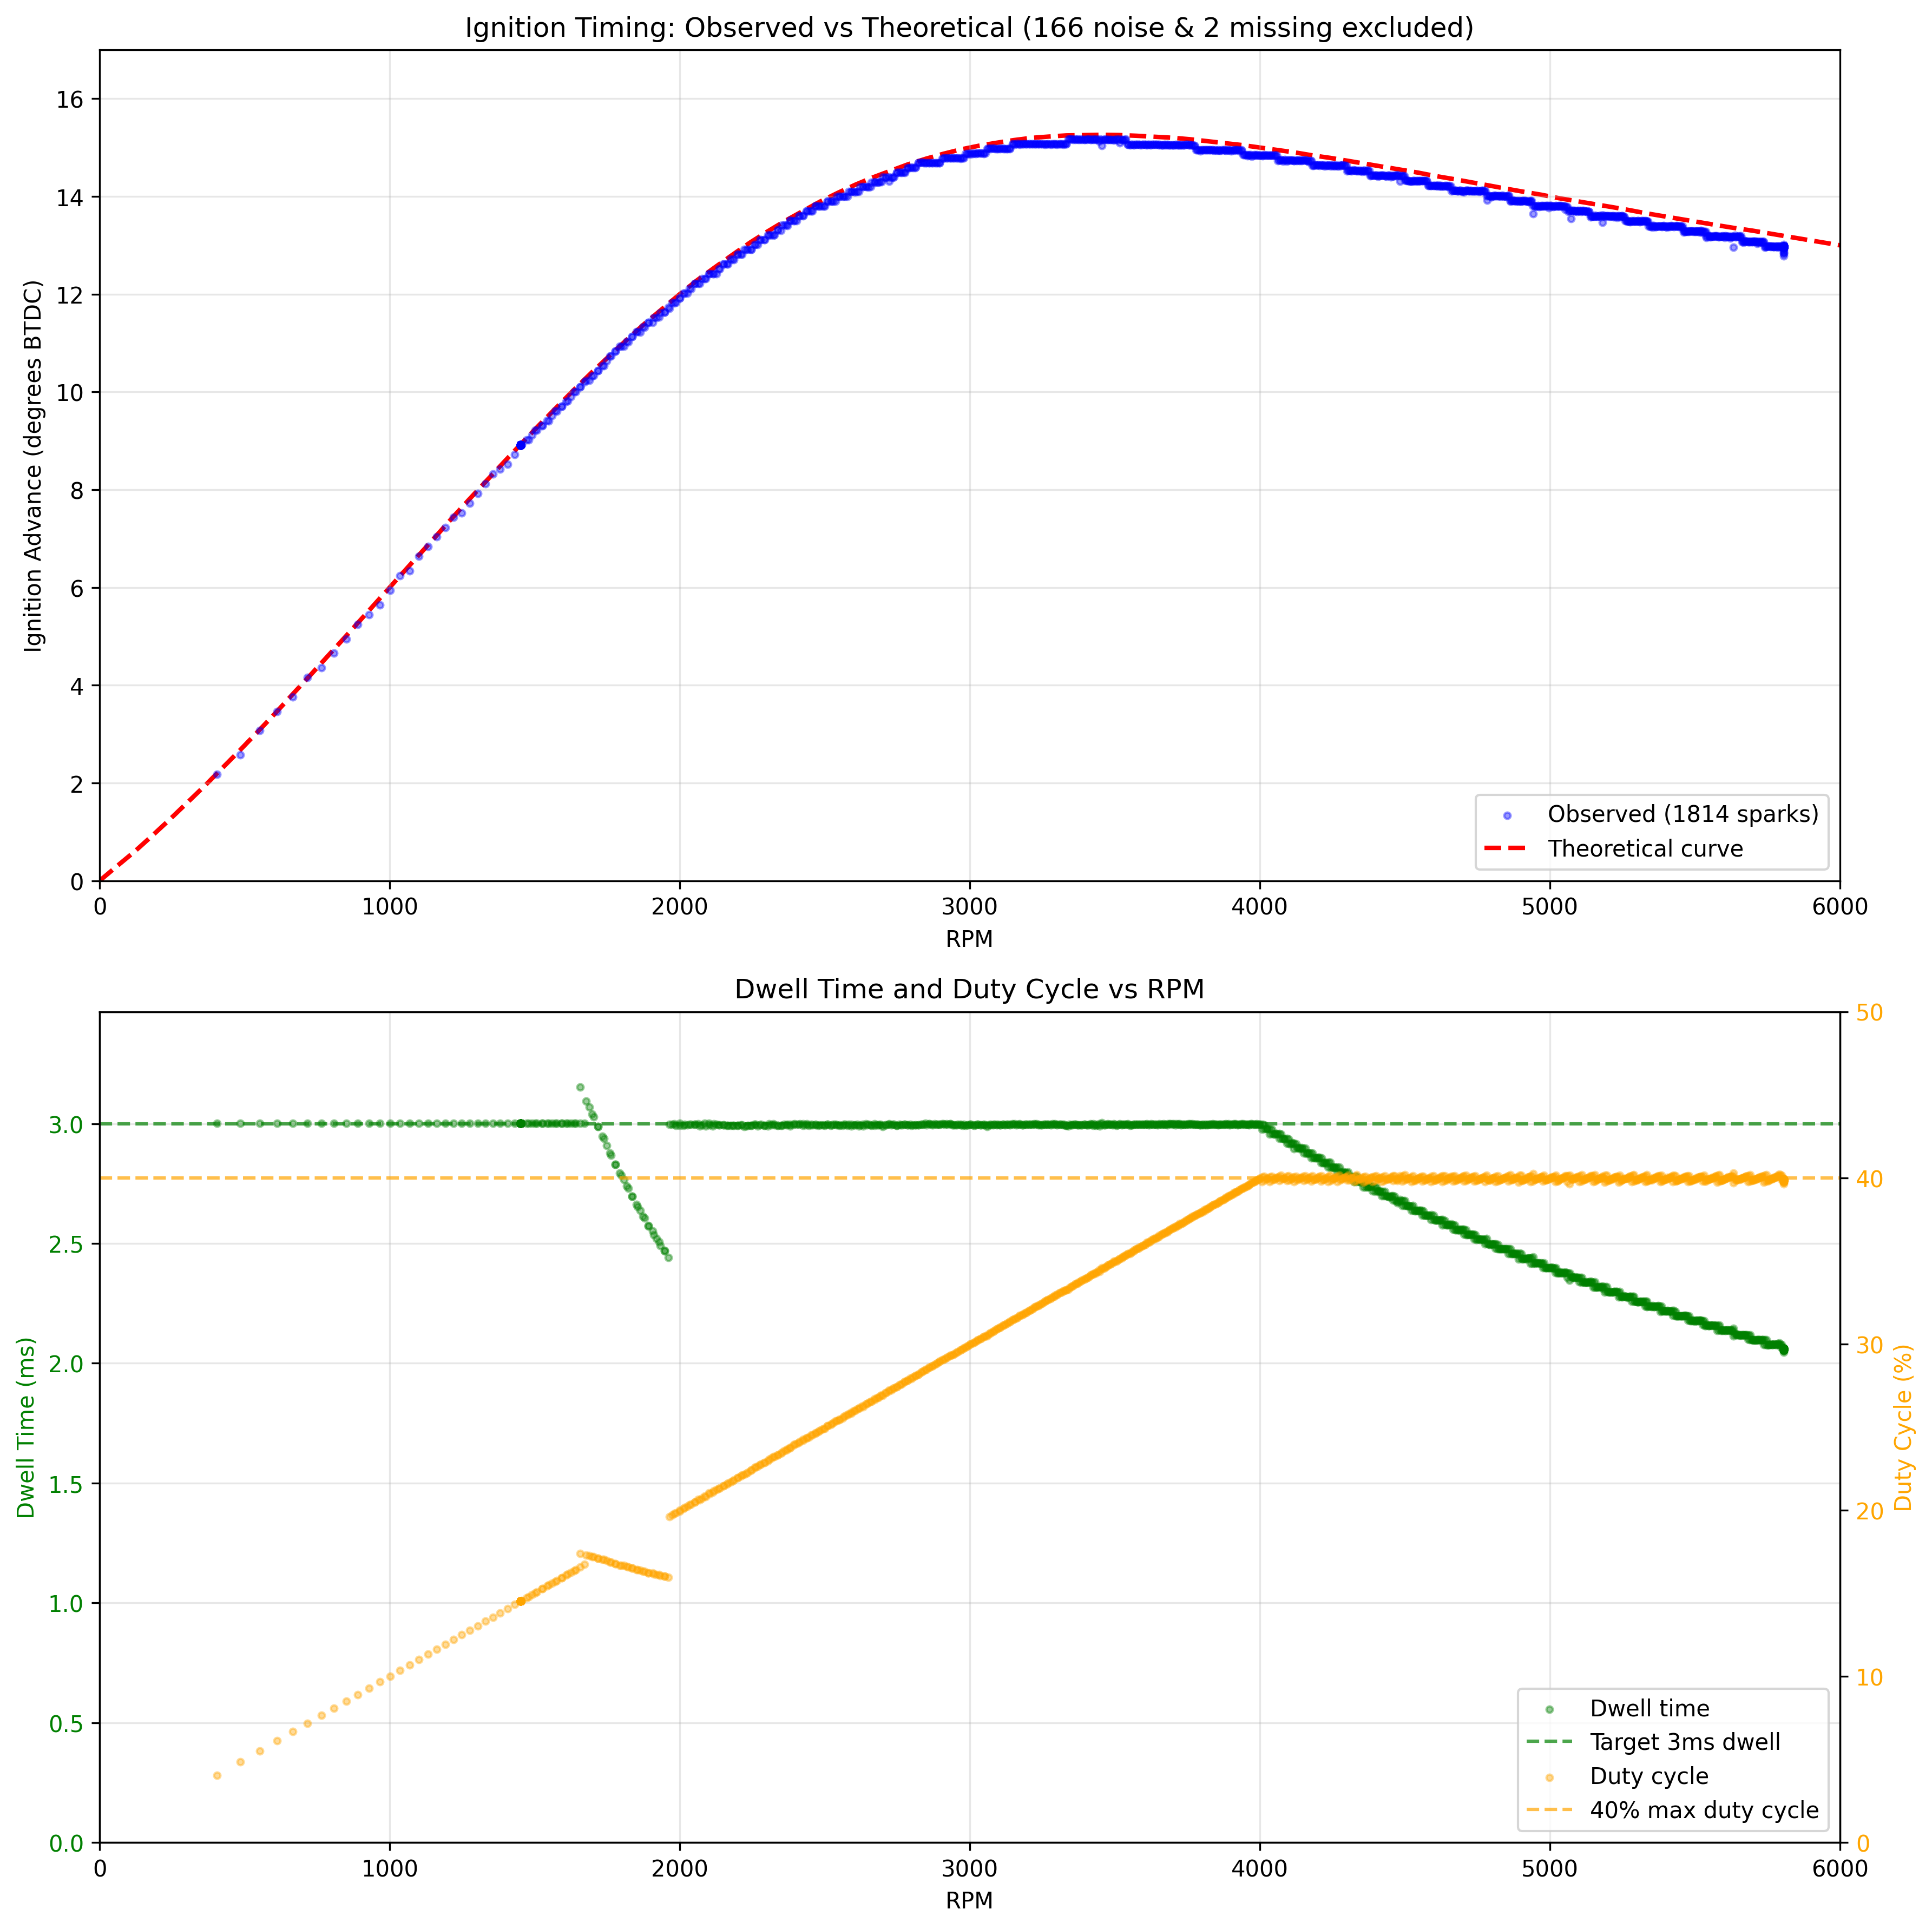 Ignition Timing: Observed vs Theoretical (166 noise & 2 missing excluded)
Ignition Advance (degrees BTDC)
16
14
12
10
8
6
4
2
0
0 1000 2000 3000 4000 5000 6000
RPM
Observed (1814 sparks)
Theoretical curve
Dwell Time and Duty Cycle vs RPM
Dwell Time (ms)
3.0
2.5
2.0
1.5
1.0
0.5
0.0
50
40
30
20
10
0
Duty Cycle (%)
0 1000 2000 3000 4000 5000 6000
RPM
Dwell time
Target 3ms dwell
Duty cycle
40% max duty cycle